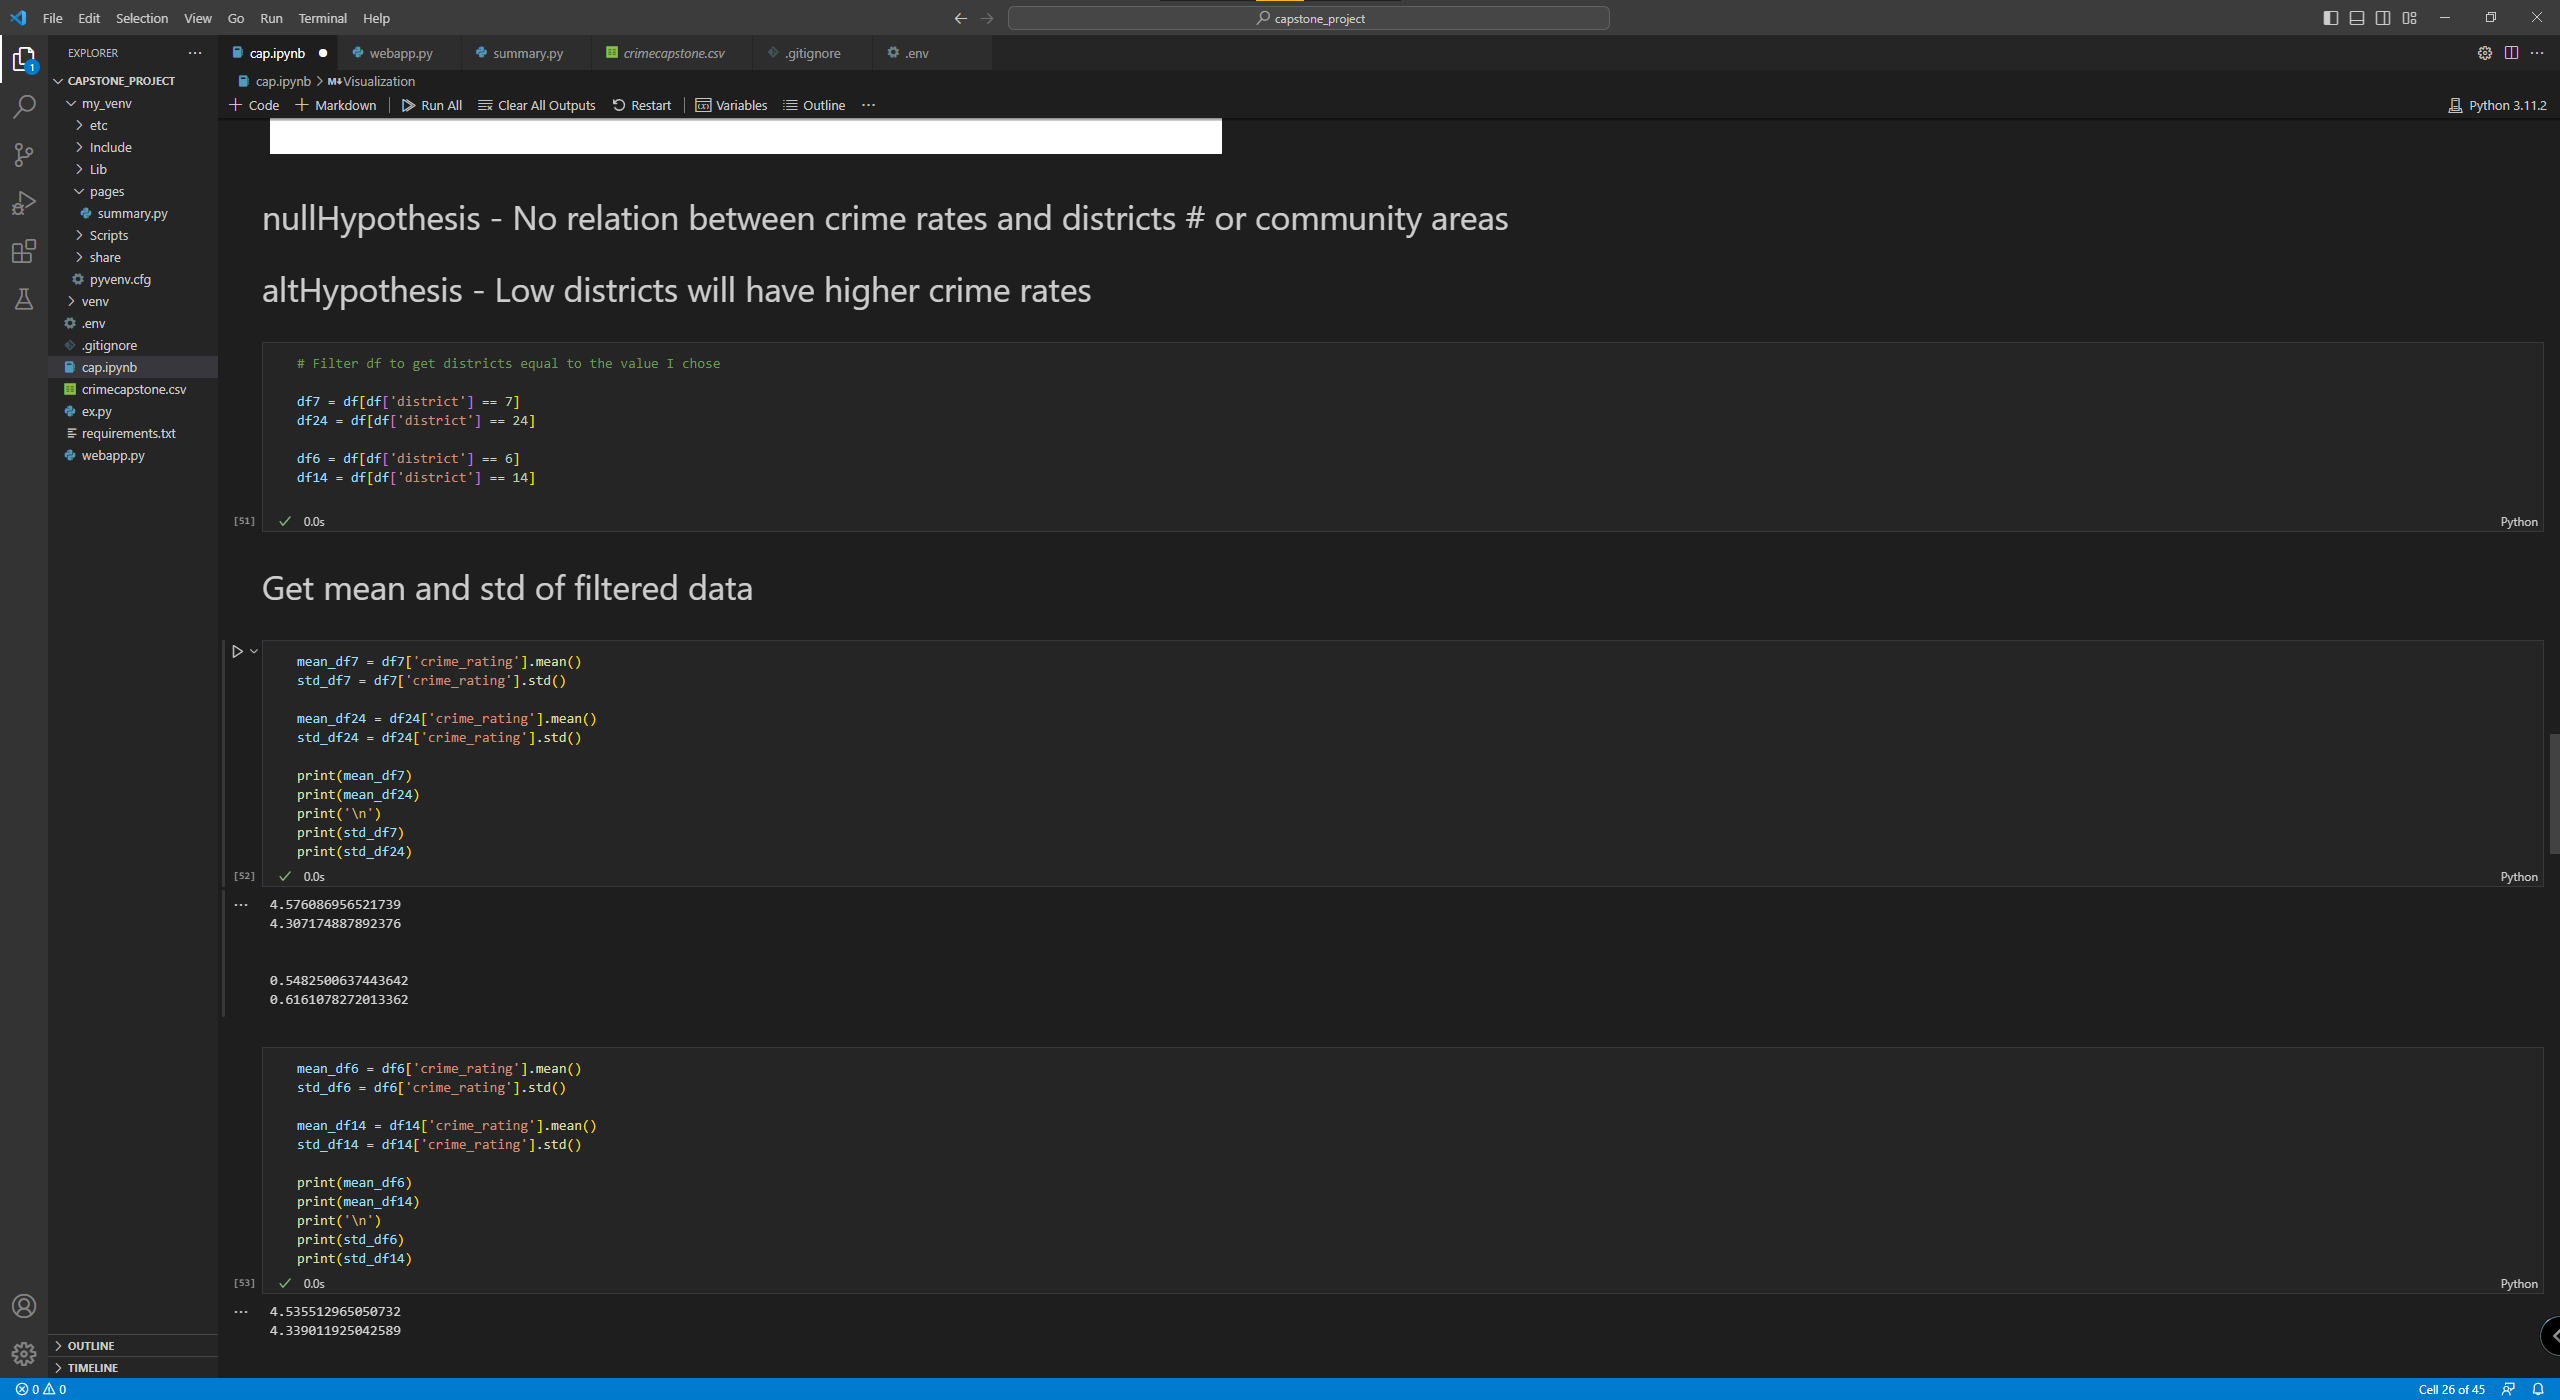 File Edit Selection View Go Run Terminal Help
capstone_project
EXPLORER
CAPSTONE_PROJECT
my_venv
etc
Include
Lib
pages
summary.py
Scripts
share
pyvenv.cfg
venv
.env
.gitignore
cap.ipynb
crimecapstone.csv
ex.py
requirements.txt
webapp.py
OUTLINE
TIMELINE
1
cap.ipynb webapp.py summary.py crimecapstone.csv .gitignore .env
cap.ipynb > M↓Visualization
+ Code + Markdown | Run All Clear All Outputs Restart | Variables Outline ...
Python 3.11.2
nullHypothesis - No relation between crime rates and districts # or community areas
altHypothesis - Low districts will have higher crime rates
# Filter df to get districts equal to the value I chose
df7 = df[df['district'] == 7]
df24 = df[df['district'] == 24]
df6 = df[df['district'] == 6]
df14 = df[df['district'] == 14]
[51] 0.0s
Python
Get mean and std of filtered data
mean_df7 = df7['crime_rating'].mean()
std_df7 = df7['crime_rating'].std()
mean_df24 = df24['crime_rating'].mean()
std_df24 = df24['crime_rating'].std()
print(mean_df7)
print(mean_df24)
print('\n')
print(std_df7)
print(std_df24)
[52] 0.0s
Python
4.576086956521739
4.307174887892376
0.5482500637443642
0.6161078272013362
mean_df6 = df6['crime_rating'].mean()
std_df6 = df6['crime_rating'].std()
mean_df14 = df14['crime_rating'].mean()
std_df14 = df14['crime_rating'].std()
print(mean_df6)
print(mean_df14)
print('\n')
print(std_df6)
print(std_df14)
[53] 0.0s
Python
4.535512965050732
4.339011925042589
0 0
Cell 26 of 45